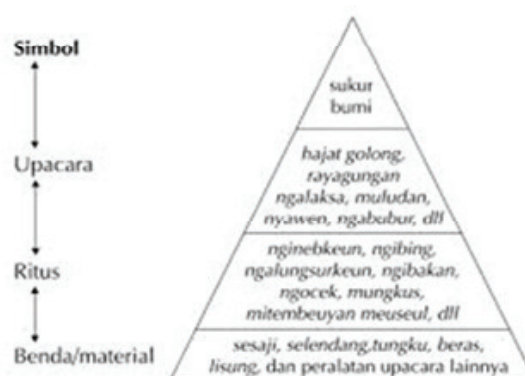 Simbol
sukur
bumi
Upacara
hajat golong,
rayagungan
ngalaksa, muludan,
nyawen, ngabubur, dll
Ritus
nginebkeun, ngibing,
ngalungsurkeun, ngibakan,
ngocek, mungkus,
mitembeuyan meuseul, dll
Benda/material
sesaji, selendang,tungku, beras,
lisung, dan peralatan upacara lainnya